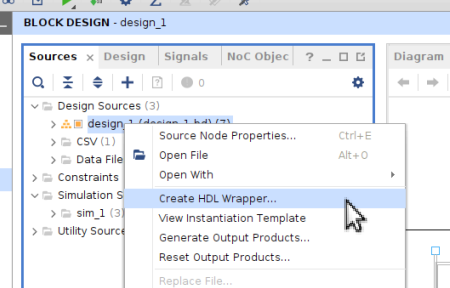 BLOCK DESIGN - design_1
Sources × Design Signals NoC Objec ? Diagram
0
Design Sources (3)
design_1 (design_1.bd) (7)
CSV (1)
Data File
Constraints
Simulation S
sim_1 (3)
Utility Source
Source Node Properties... Ctrl+E
Open File Alt+O
Open With
Create HDL Wrapper...
View Instantiation Template
Generate Output Products...
Reset Output Products...
Replace File...